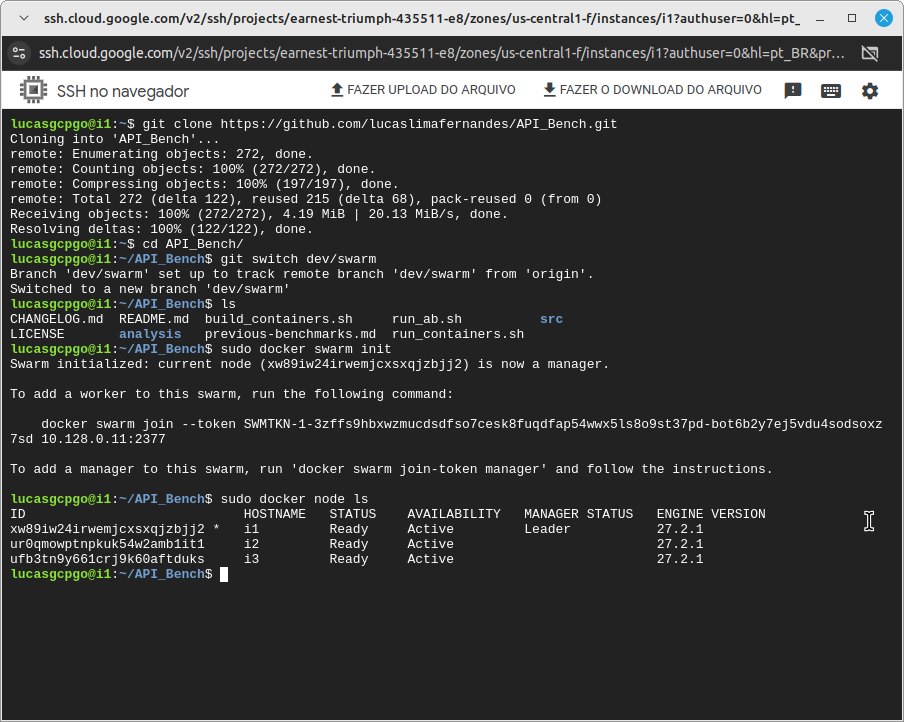 ssh.cloud.google.com/v2/ssh/projects/earnest-triumph-435511-e8/zones/us-central1-f/instances/i1?authuser=0&hl=pt_
ssh.cloud.google.com/v2/ssh/projects/earnest-triumph-435511-e8/zones/us-central1-f/instances/i1?authuser=0&hl=pt_BR&pr...
SSH no navegador
FAZER UPLOAD DO ARQUIVO
FAZER O DOWNLOAD DO ARQUIVO
lucasgcpgo@i1:~$ git clone https://github.com/lucaslimafernandes/API_Bench.git
Cloning into 'API_Bench'...
remote: Enumerating objects: 272, done.
remote: Counting objects: 100% (272/272), done.
remote: Compressing objects: 100% (197/197), done.
remote: Total 272 (delta 122), reused 215 (delta 68), pack-reused 0 (from 0)
Receiving objects: 100% (272/272), 4.19 MiB | 20.13 MiB/s, done.
Resolving deltas: 100% (122/122), done.
lucasgcpgo@i1:~$ cd API_Bench/
lucasgcpgo@i1:~/API_Bench$ git switch dev/swarm
Branch 'dev/swarm' set up to track remote branch 'dev/swarm' from 'origin'.
Switched to a new branch 'dev/swarm'
lucasgcpgo@i1:~/API_Bench$ ls
CHANGELOG.md  README.md  build_containers.sh     run_ab.sh          src
LICENSE       analysis   previous-benchmarks.md  run_containers.sh
lucasgcpgo@i1:~/API_Bench$ sudo docker swarm init
Swarm initialized: current node (xw89iw24irwemjcxsxqjzbjj2) is now a manager.
To add a worker to this swarm, run the following command:
docker swarm join --token SWMTKN-1-3zffs9hbxwzmucdsdfso7cesk8fuqdfap54wwx5ls8o9st37pd-bot6b2y7ej5vdu4sodsoxz
7sd 10.128.0.11:2377
To add a manager to this swarm, run 'docker swarm join-token manager' and follow the instructions.
lucasgcpgo@i1:~/API_Bench$ sudo docker node ls
ID                            HOSTNAME   STATUS    AVAILABILITY   MANAGER STATUS   ENGINE VERSION
xw89iw24irwemjcxsxqjzbjj2 *   i1         Ready     Active         Leader           27.2.1
ur0qmowptnpkuk54w2amb1it1     i2         Ready     Active                          27.2.1
ufb3tn9y661crj9k60aftduks     i3         Ready     Active                          27.2.1
lucasgcpgo@i1:~/API_Bench$